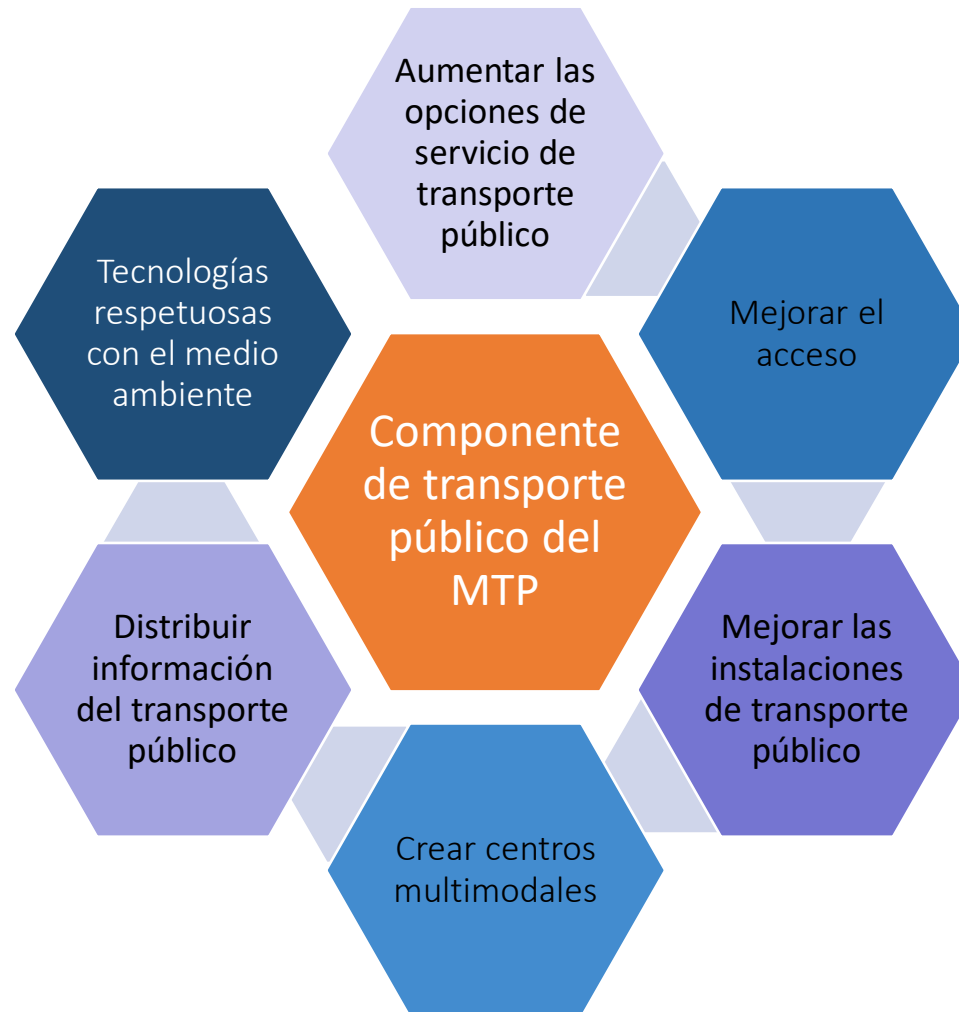 Aumentar las
opciones de
servicio de
transporte
público
Mejorar el
acceso
Mejorar las
instalaciones
de transporte
público
Crear centros
multimodales
Distribuir
información
del transporte
público
Tecnologías
respetuosas
con el medio
ambiente
Componente
de transporte
público del
MTP